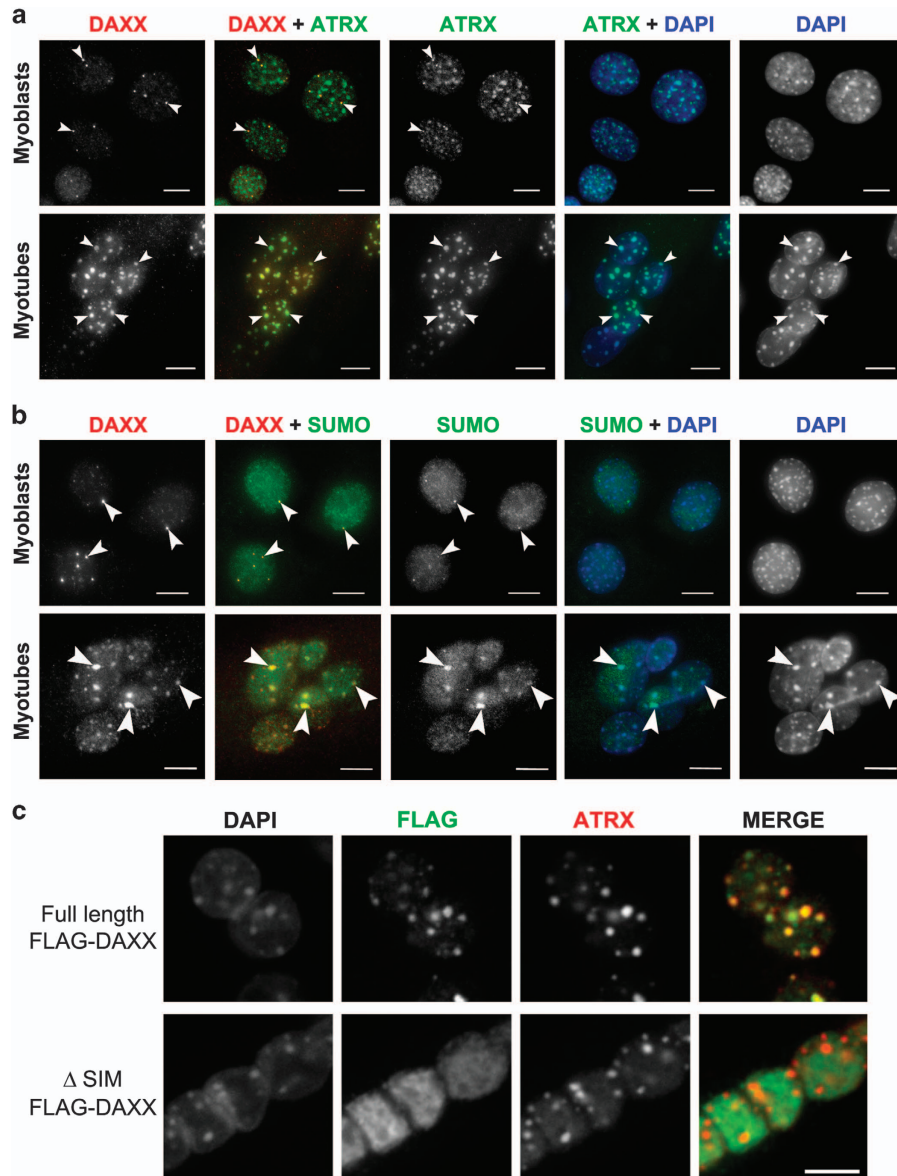 a
DAXX DAXX + ATRX ATRX ATRX + DAPI DAPI
Myoblasts
Myotubes
b
DAXX DAXX + SUMO SUMO SUMO + DAPI DAPI
Myoblasts
Myotubes
c
DAPI FLAG ATRX MERGE
Full length
FLAG-DAXX
Δ SIM
FLAG-DAXX